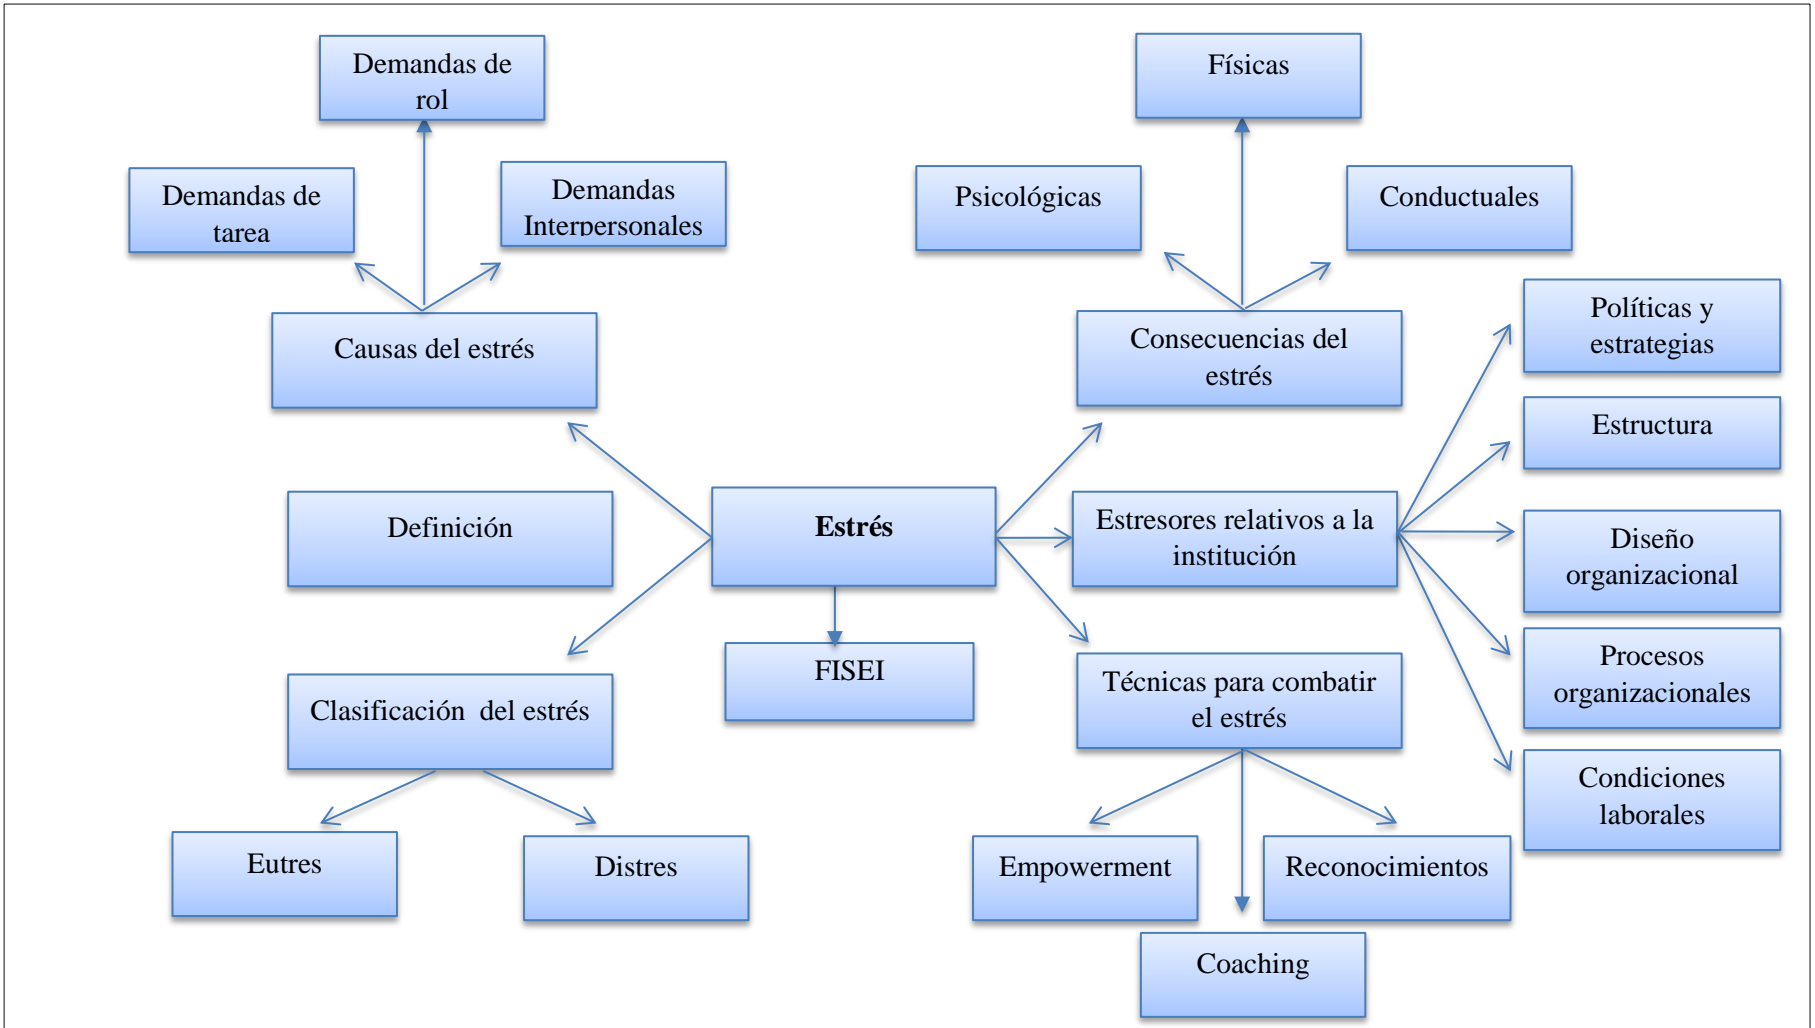 Demandas de
rol
Físicas
Demandas de
tarea
Demandas
Interpersonales
Psicológicas
Conductuales
Causas del estrés
Consecuencias del
estrés
Políticas y
estrategias
Estructura
Definición
Estrés
Estresores relativos a la
institución
Diseño
organizacional
FISEI
Procesos
organizacionales
Clasificación  del estrés
Técnicas para combatir
el estrés
Condiciones
laborales
Eutres
Distres
Empowerment
Reconocimientos
Coaching